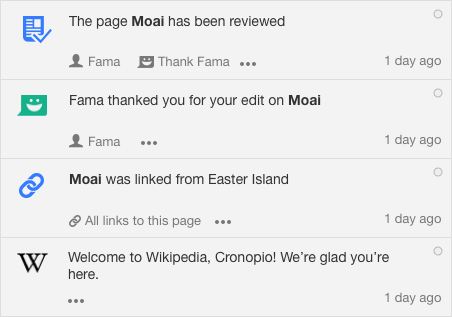 The page Moai has been reviewed
Fama Thank Fama
1 day ago
Fama thanked you for your edit on Moai
Fama
1 day ago
Moai was linked from Easter Island
All links to this page
1 day ago
W
Welcome to Wikipedia, Cronopio! We’re glad you’re
here.
1 day ago